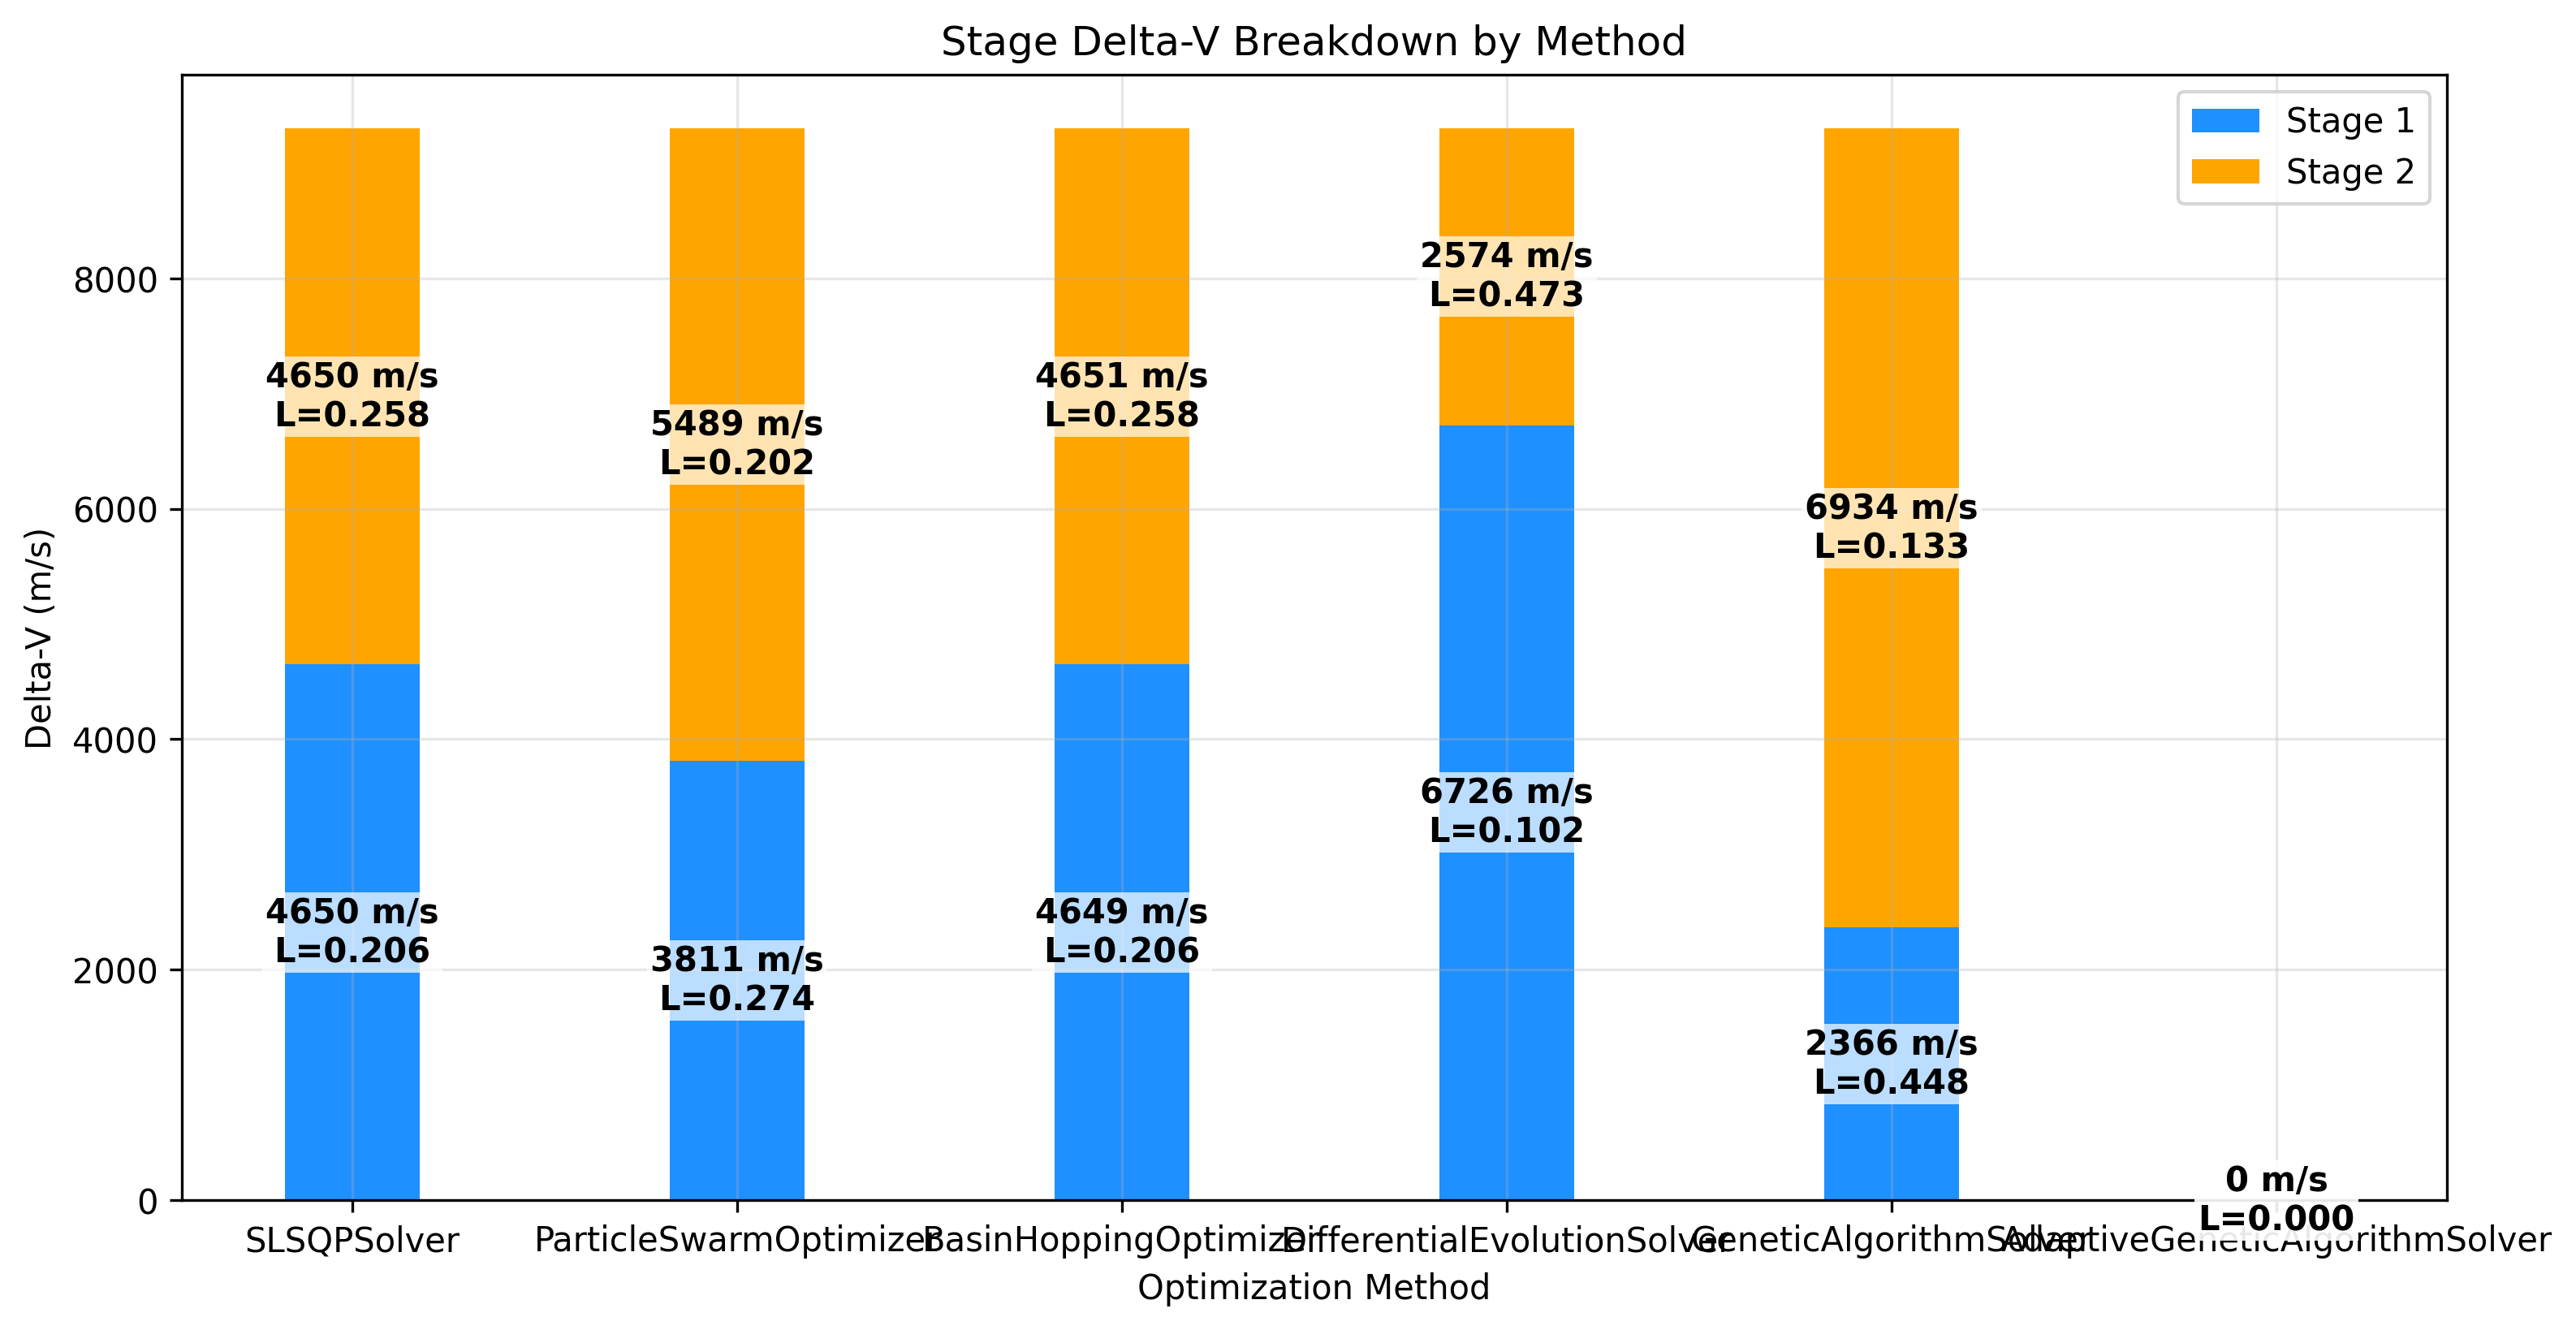 Stage Delta-V Breakdown by Method
Stage 1
Stage 2
Delta-V (m/s)
8000
6000
4000
2000
0
4650 m/s
L=0.258
4650 m/s
L=0.206
5489 m/s
L=0.202
3811 m/s
L=0.274
4651 m/s
L=0.258
4649 m/s
L=0.206
2574 m/s
L=0.473
6726 m/s
L=0.102
6934 m/s
L=0.133
2366 m/s
L=0.448
0 m/s
L=0.000
SLSQPSolver
ParticleSwarmOptimizer
BasinHoppingOptimizer
DifferentialEvolutionSolver
GeneticAlgorithmSolver
AdaptiveGeneticAlgorithmSolver
Optimization Method